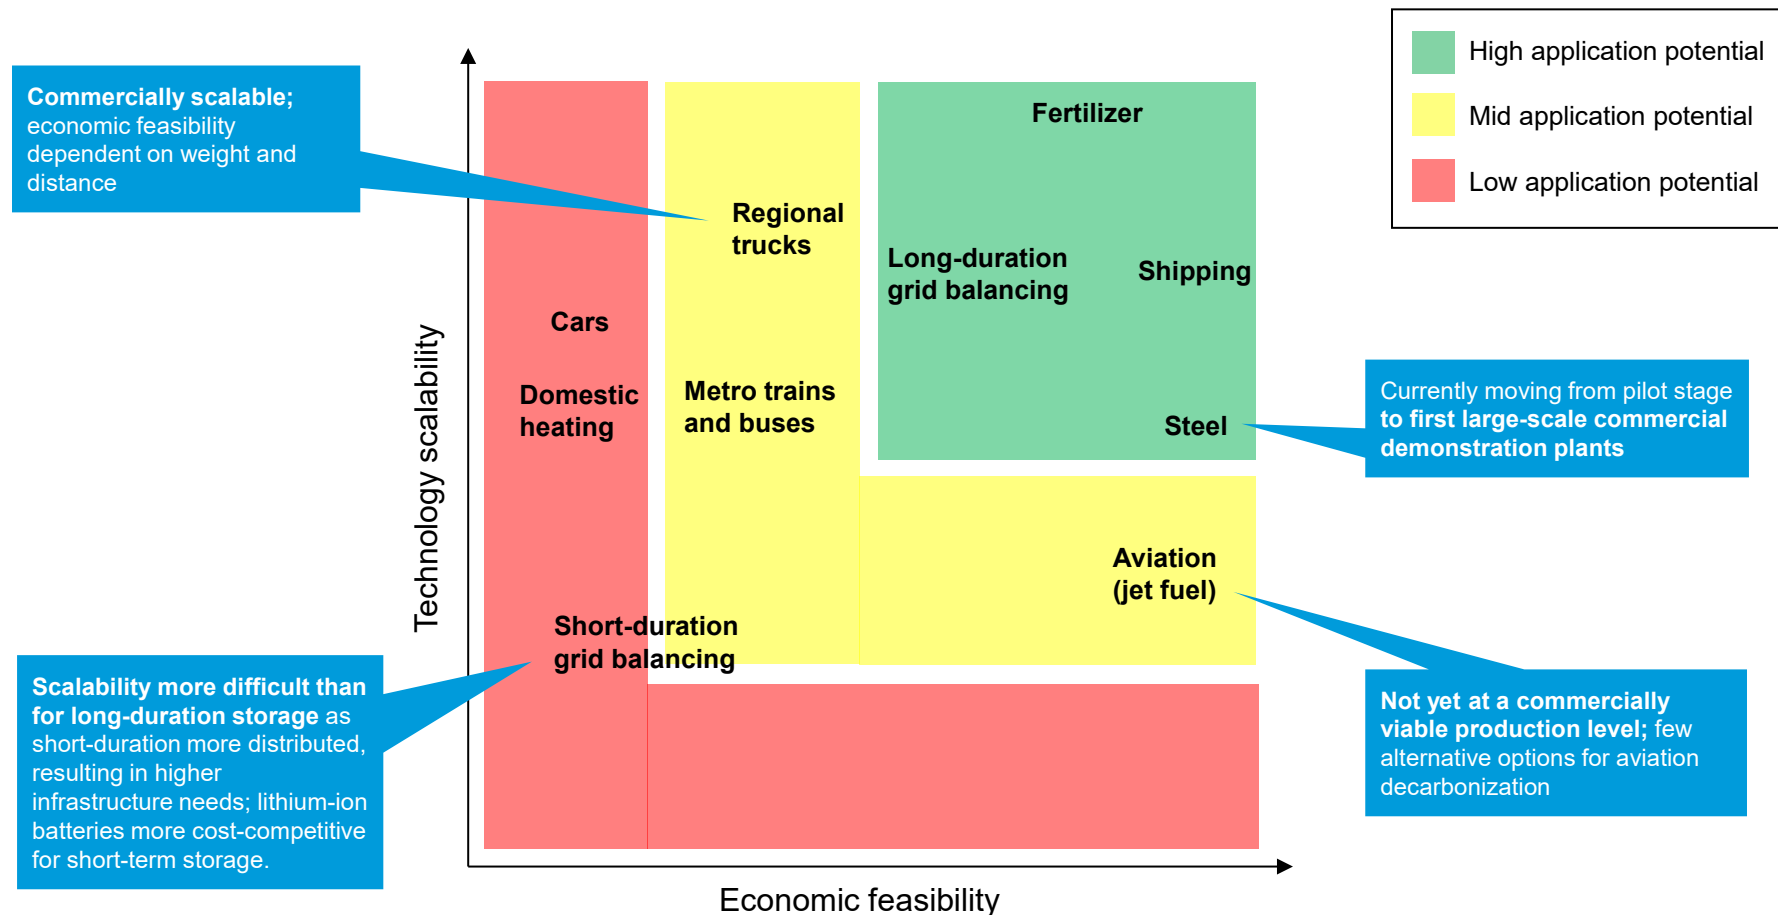 High application potential
Mid application potential
Low application potential
Commercially scalable;
economic feasibility
dependent on weight and
distance
Fertilizer
Regional
trucks
Long-duration
grid balancing
Shipping
Cars
Domestic
heating
Metro trains
and buses
Steel
Currently moving from pilot stage
to first large-scale commercial
demonstration plants
Technology scalability
Aviation
(jet fuel)
Short-duration
grid balancing
Scalability more difficult than
for long-duration storage as
short-duration more distributed,
resulting in higher
infrastructure needs; lithium-ion
batteries more cost-competitive
for short-term storage.
Not yet at a commercially
viable production level; few
alternative options for aviation
decarbonization
Economic feasibility